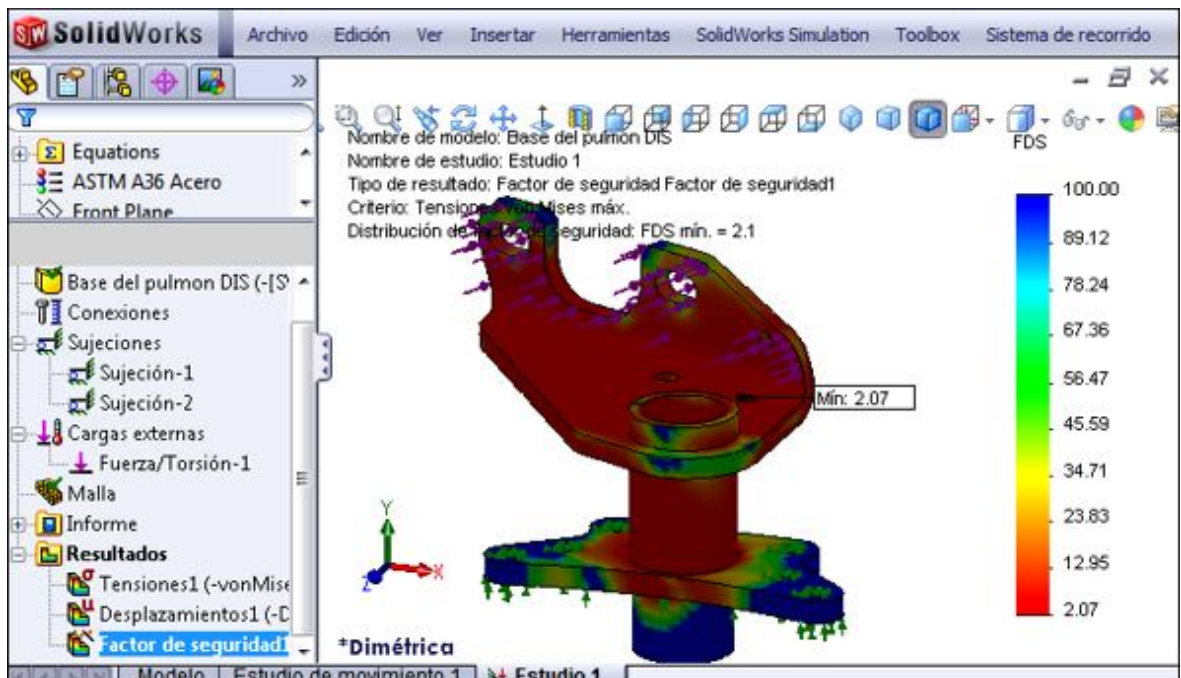 SolidWorks Archivo Edición Ver Insertar Herramientas SolidWorks Simulation Toolbox Sistema de recorrido
Equations
ASTM A36 Acero
Front Plane
Base del pulmon DIS (-[S
Conexiones
Sujeciones
Sujeción-1
Sujeción-2
Cargas externas
Fuerza/Torsión-1
Malla
Informe
Resultados
Tensiones1 (-vonMise
Desplazamientos1 (-D
Factor de seguridad1
Nombre de modelo: Base del pulmon DIS
Nombre de estudio: Estudio 1
Tipo de resultado: Factor de seguridad Factor de seguridad1
Criterio: Tensiones von Mises máx.
Distribución de factor de seguridad: FDS mín. = 2.1
Mín: 2.07
FDS
100.00
89.12
78.24
67.36
56.47
45.59
34.71
23.83
12.95
2.07
Y
X
Z
*Dimétrica
Modelo Estudio de movimiento 1 Estudio 1